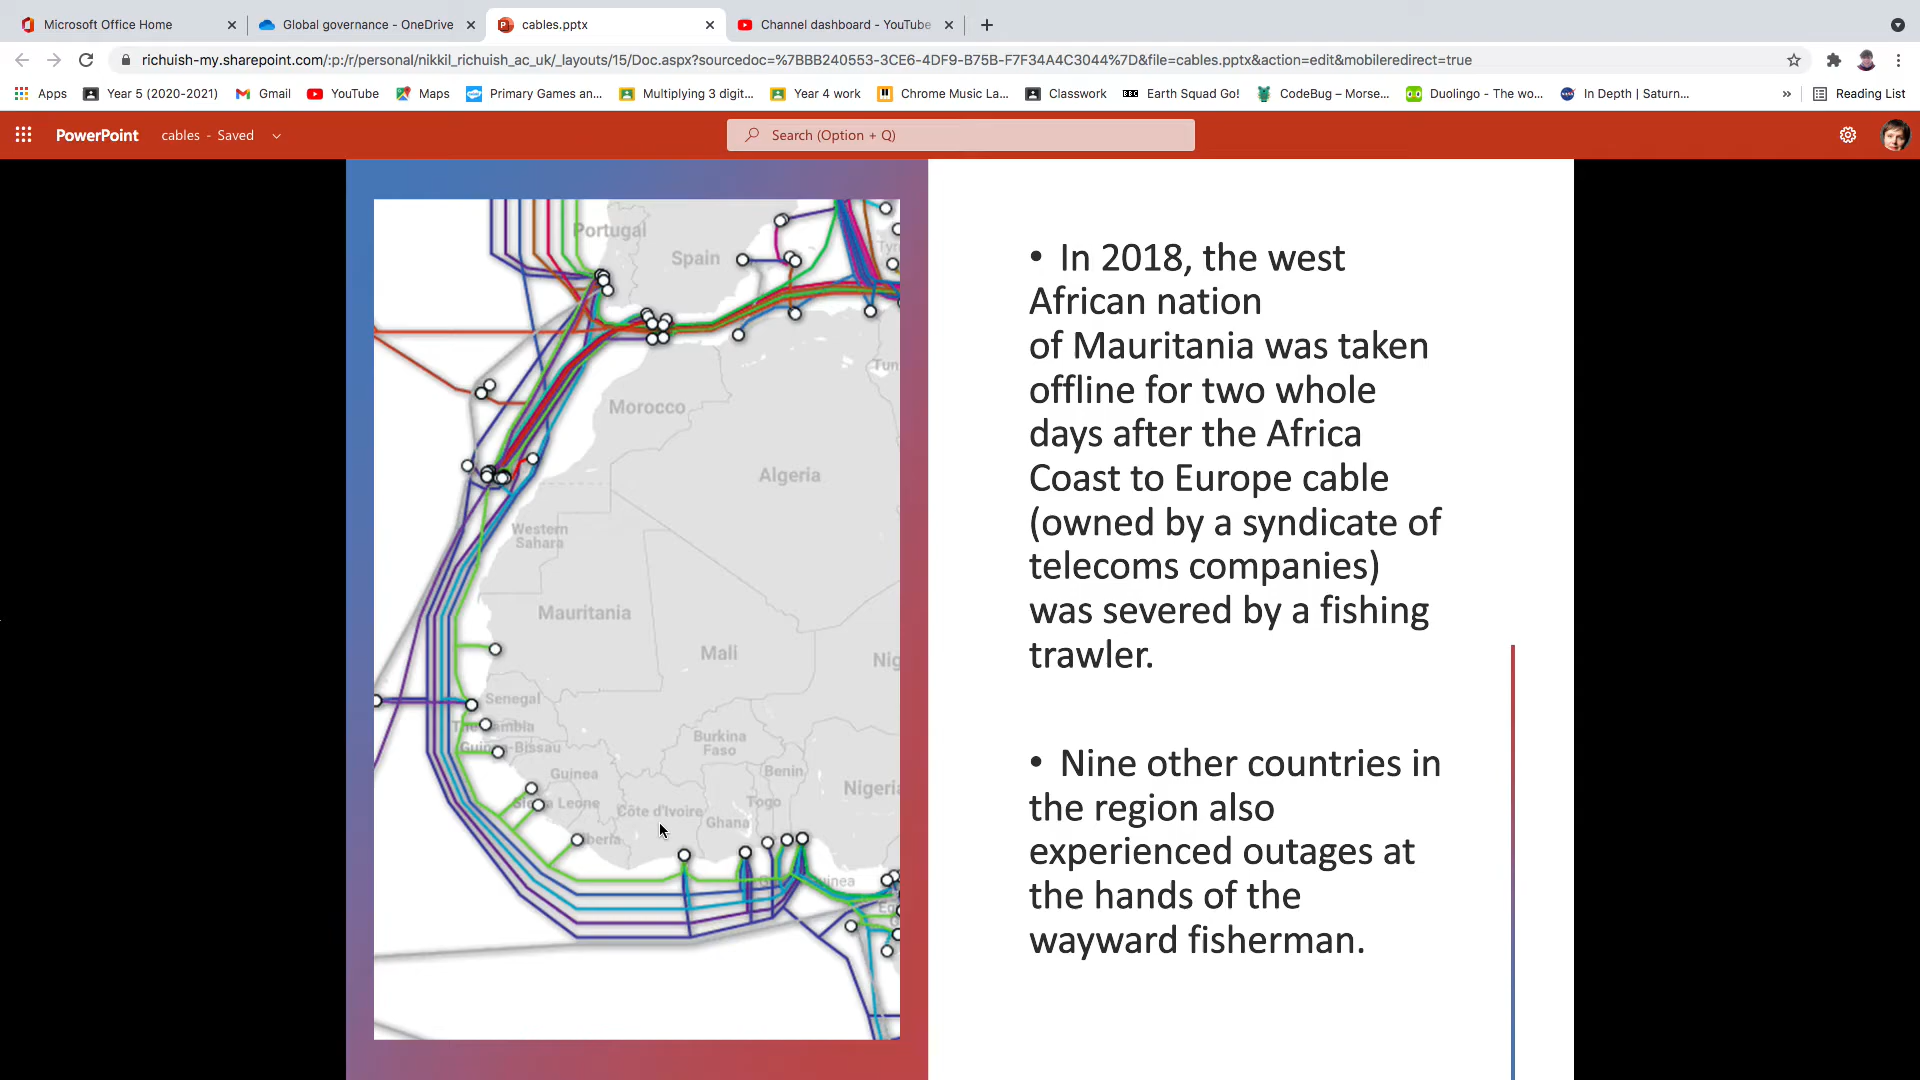 Microsoft Office Home
Global governance - OneDrive
cables.pptx
Channel dashboard - YouTube
richuish-my.sharepoint.com/:p:/r/personal/nikkil_richuish_ac_uk/_layouts/15/Doc.aspx?sourcedoc=%7BBB240553-3CE6-4DF9-B75B-F7F34A4C3044%7D&file=cables.pptx&action=edit&mobileredirect=true
Apps
Year 5 (2020-2021)
Gmail
YouTube
Maps
Primary Games an...
Multiplying 3 digit...
Year 4 work
Chrome Music La...
Classwork
Earth Squad Go!
CodeBug – Morse...
Duolingo - The wo...
In Depth | Saturn...
»
Reading List
PowerPoint
cables - Saved
Search (Option + Q)
Portugal
Spain
Tyr
Tun
Morocco
Algeria
Western
Sahara
Mauritania
Mali
Nig
Senegal
Burkina
Faso
Guinea
Benin
Nigeria
Togo
Côte d'Ivoire
Ghana
• In 2018, the west
African nation
of Mauritania was taken
offline for two whole
days after the Africa
Coast to Europe cable
(owned by a syndicate of
telecoms companies)
was severed by a fishing
trawler.
• Nine other countries in
the region also
experienced outages at
the hands of the
wayward fisherman.